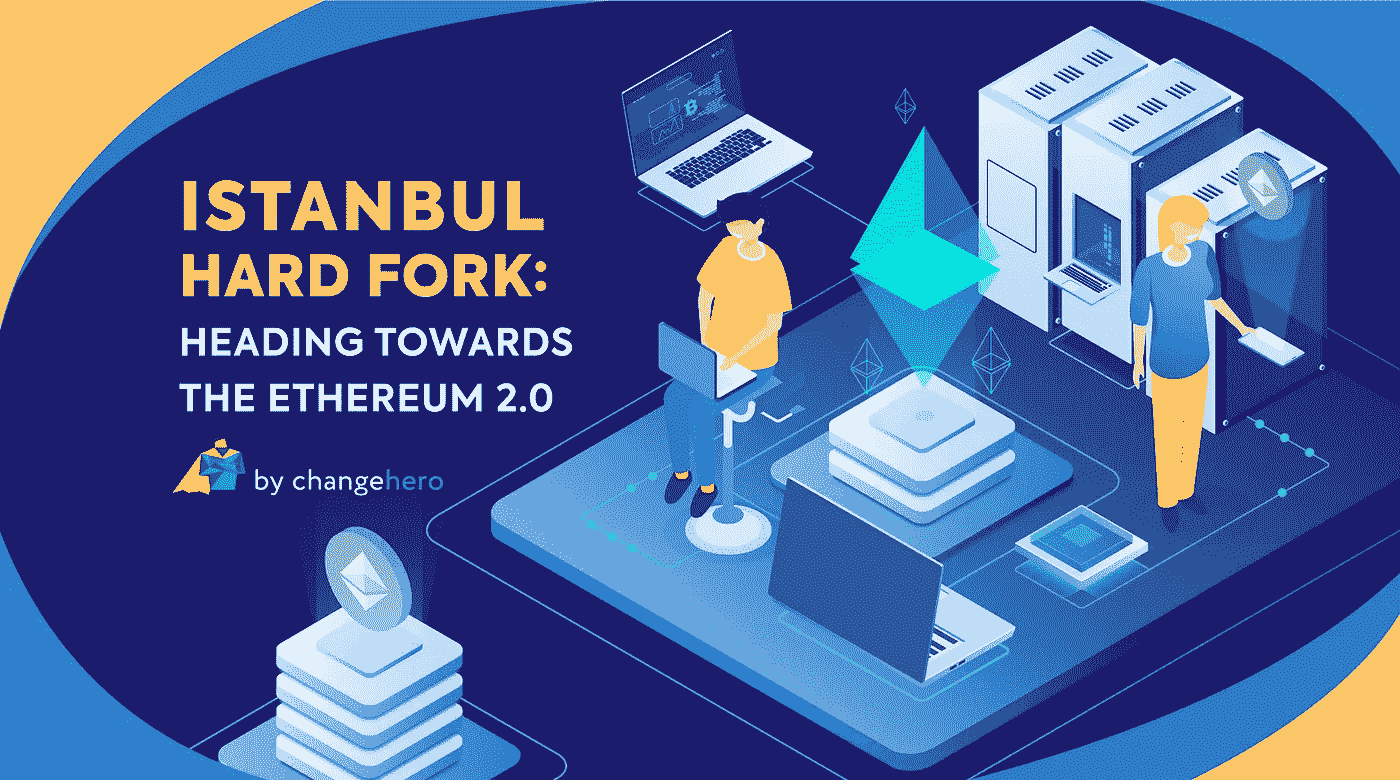 ISTANBUL
HARD FORK:
HEADING TOWARDS
THE ETHEREUM 2.0
by changehero